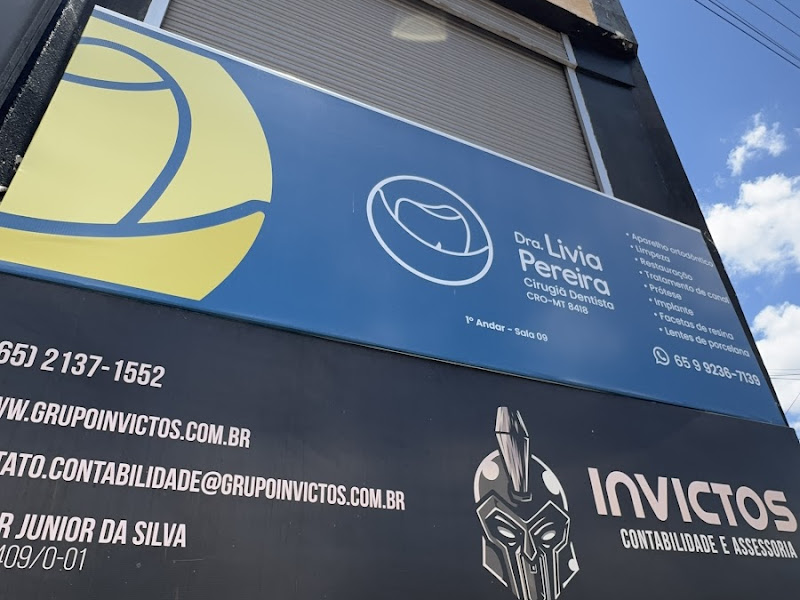 Dra. Livia
Pereira
Cirurgiã Dentista
CRO-MT 8418
1º Andar - Sala 09
• Aparelho ortodôntico
• Limpeza
• Restauração
• Tratamento de canal
• Prótese
• Implante
• Facetas de resina
• Lentes de porcelana
65 9 9236-7139
65) 2137-1552
WW.GRUPOINVICTOS.COM.BR
TATO.CONTABILIDADE@GRUPOINVICTOS.COM.BR
R JUNIOR DA SILVA
409/0-01
INVICTOS
CONTABILIDADE E ASSESSORIA